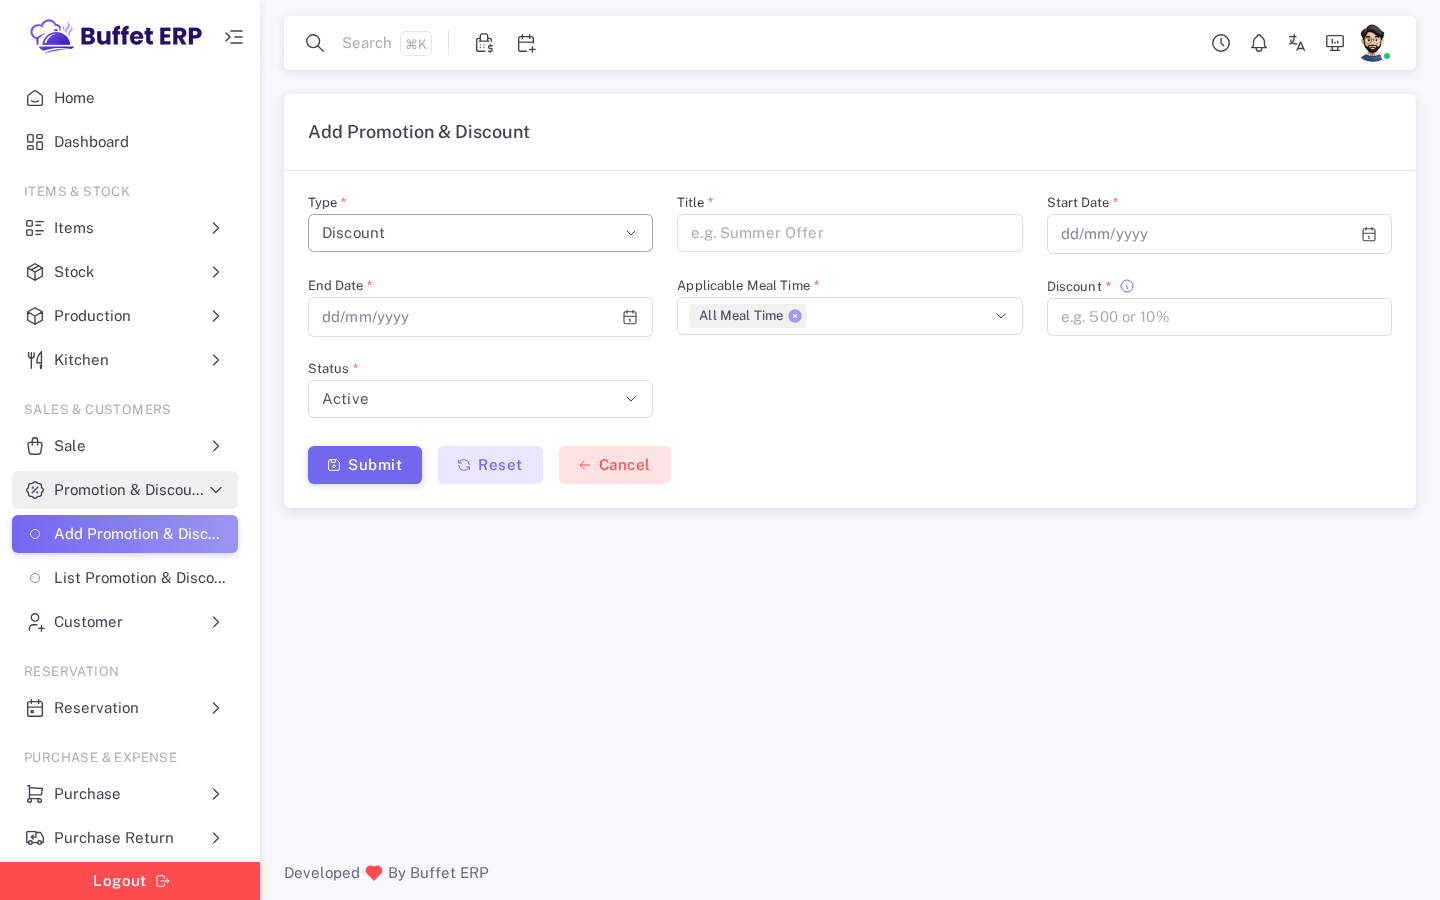 Buffet ERP
Home
Dashboard
ITEMS & STOCK
Items
Stock
Production
Kitchen
SALES & CUSTOMERS
Sale
Promotion & Discou...
Add Promotion & Disc...
List Promotion & Disco...
Customer
RESERVATION
Reservation
PURCHASE & EXPENSE
Purchase
Purchase Return
Logout
Search ⌘K
Add Promotion & Discount
Type *
Discount
Title *
e.g. Summer Offer
Start Date *
dd/mm/yyyy
End Date *
dd/mm/yyyy
Applicable Meal Time *
All Meal Time
Discount *
e.g. 500 or 10%
Status *
Active
Submit
Reset
Cancel
Developed ❤ By Buffet ERP